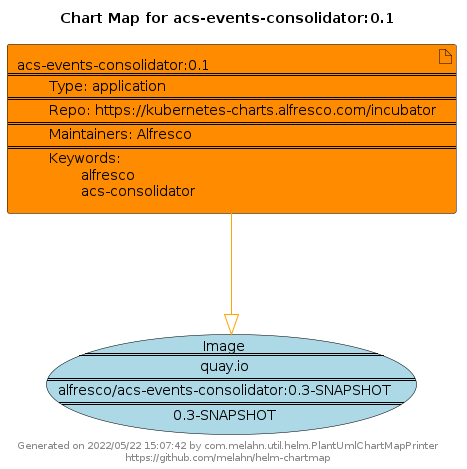 Chart Map for acs-events-consolidator:0.1
acs-events-consolidator:0.1
Type: application
Repo: https://kubernetes-charts.alfresco.com/incubator
Maintainers: Alfresco
Keywords:
alfresco
acs-consolidator
Image
quay.io
alfresco/acs-events-consolidator:0.3-SNAPSHOT
0.3-SNAPSHOT
Generated on 2022/05/22 15:07:42 by com.melahn.util.helm.PlantUmlChartMapPrinter
https://github.com/melahn/helm-chartmap